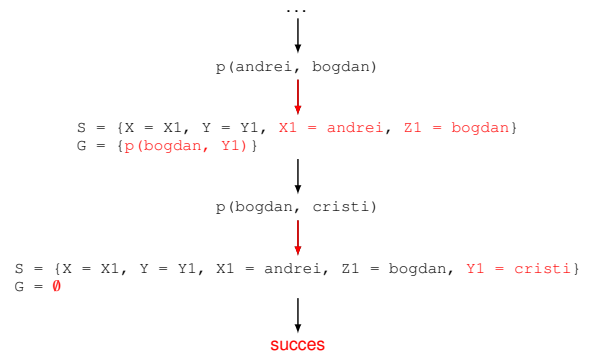 ...
p(andrei, bogdan)
S = {X = X1, Y = Y1, X1 = andrei, Z1 = bogdan}
G = {p(bogdan, Y1)}
p(bogdan, cristi)
S = {X = X1, Y = Y1, X1 = andrei, Z1 = bogdan, Y1 = cristi}
G = ∅
succes